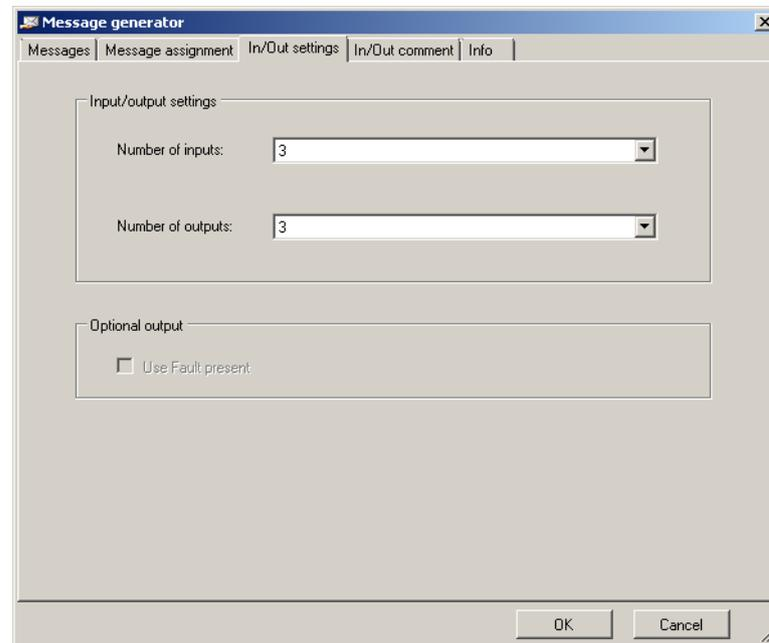 Message generator
Messages
Message assignment
In/Out settings
In/Out comment
Info
Input/output settings
Number of inputs:
3
Number of outputs:
3
Optional output
Use Fault present
OK
Cancel